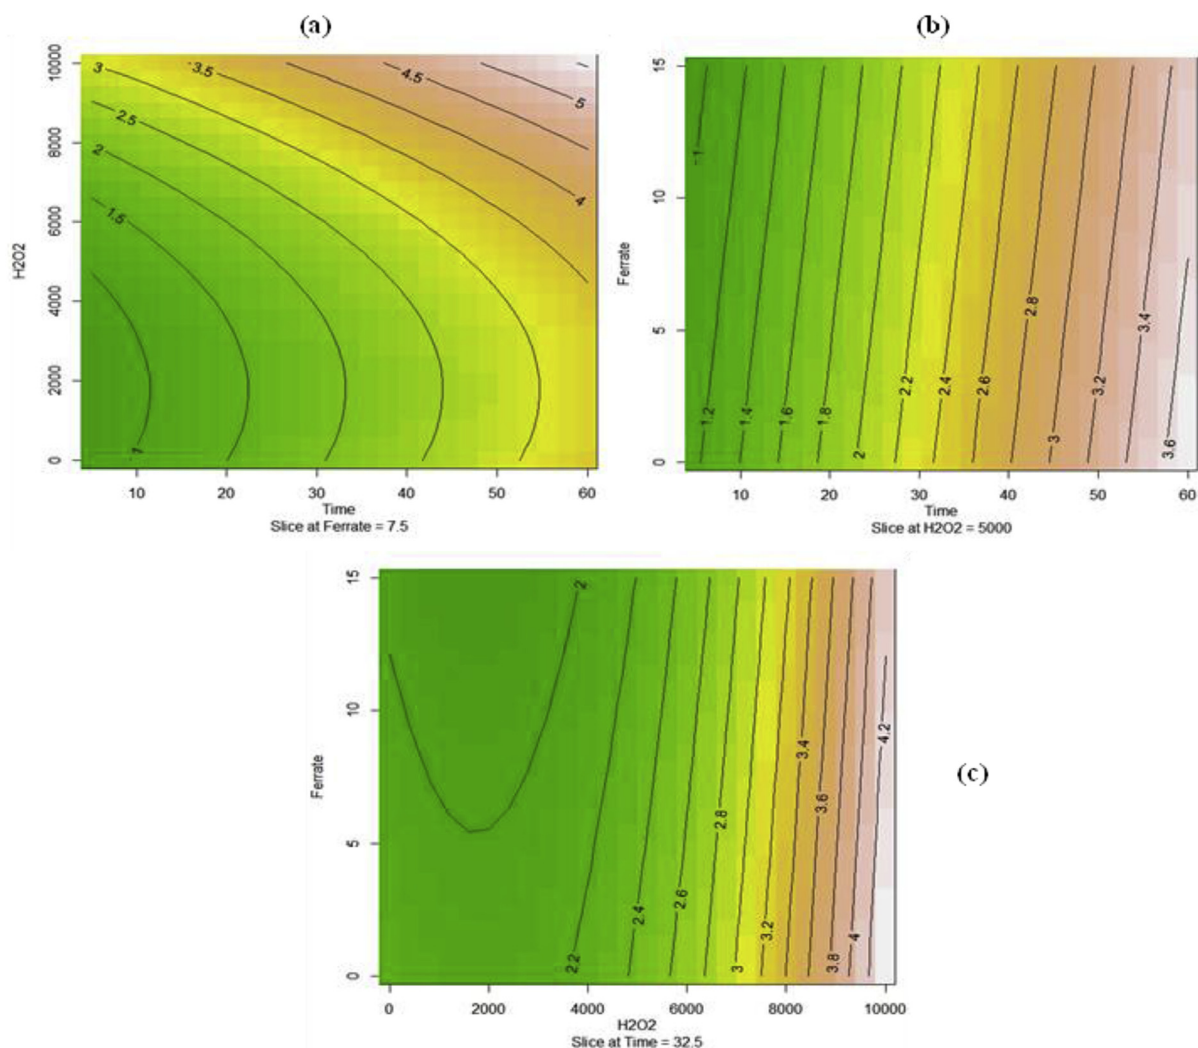 (a)
H2O2
10000
8000
6000
4000
2000
0
3
3.5
4.5
5
2.5
2
4
1.5
1
10 20 30 40 50 60
Time
Slice at Ferrate = 7.5
(b)
Ferrate
15
10
5
0
1
2.8
3.4
2.2 2.4 2.6 3.2
1.2 1.4 1.6 1.8
2 3 3.6
10 20 30 40 50 60
Time
Slice at H2O2 = 5000
(c)
Ferrate
15
10
5
0
2
4.2
3.4
3.6
2.8
2.6
2.4
3.2 4
2.2 3 3.8
0 2000 4000 6000 8000 10000
H2O2
Slice at Time = 32.5